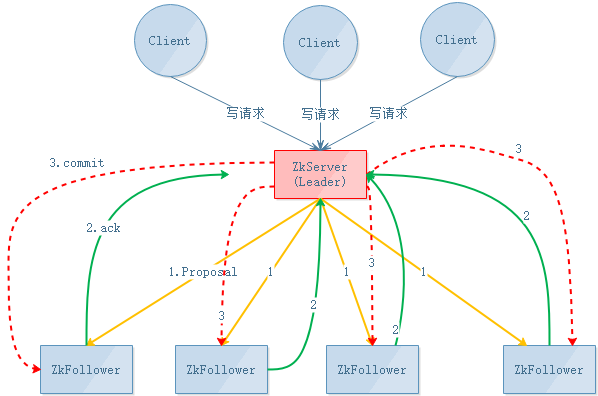 Client
Client
Client
写请求
写请求
写请求
3.commit
ZkServer
(Leader)
3
2.ack
2
1.Proposal
1
1
1
3
2
3
2
ZkFollower
ZkFollower
ZkFollower
ZkFollower